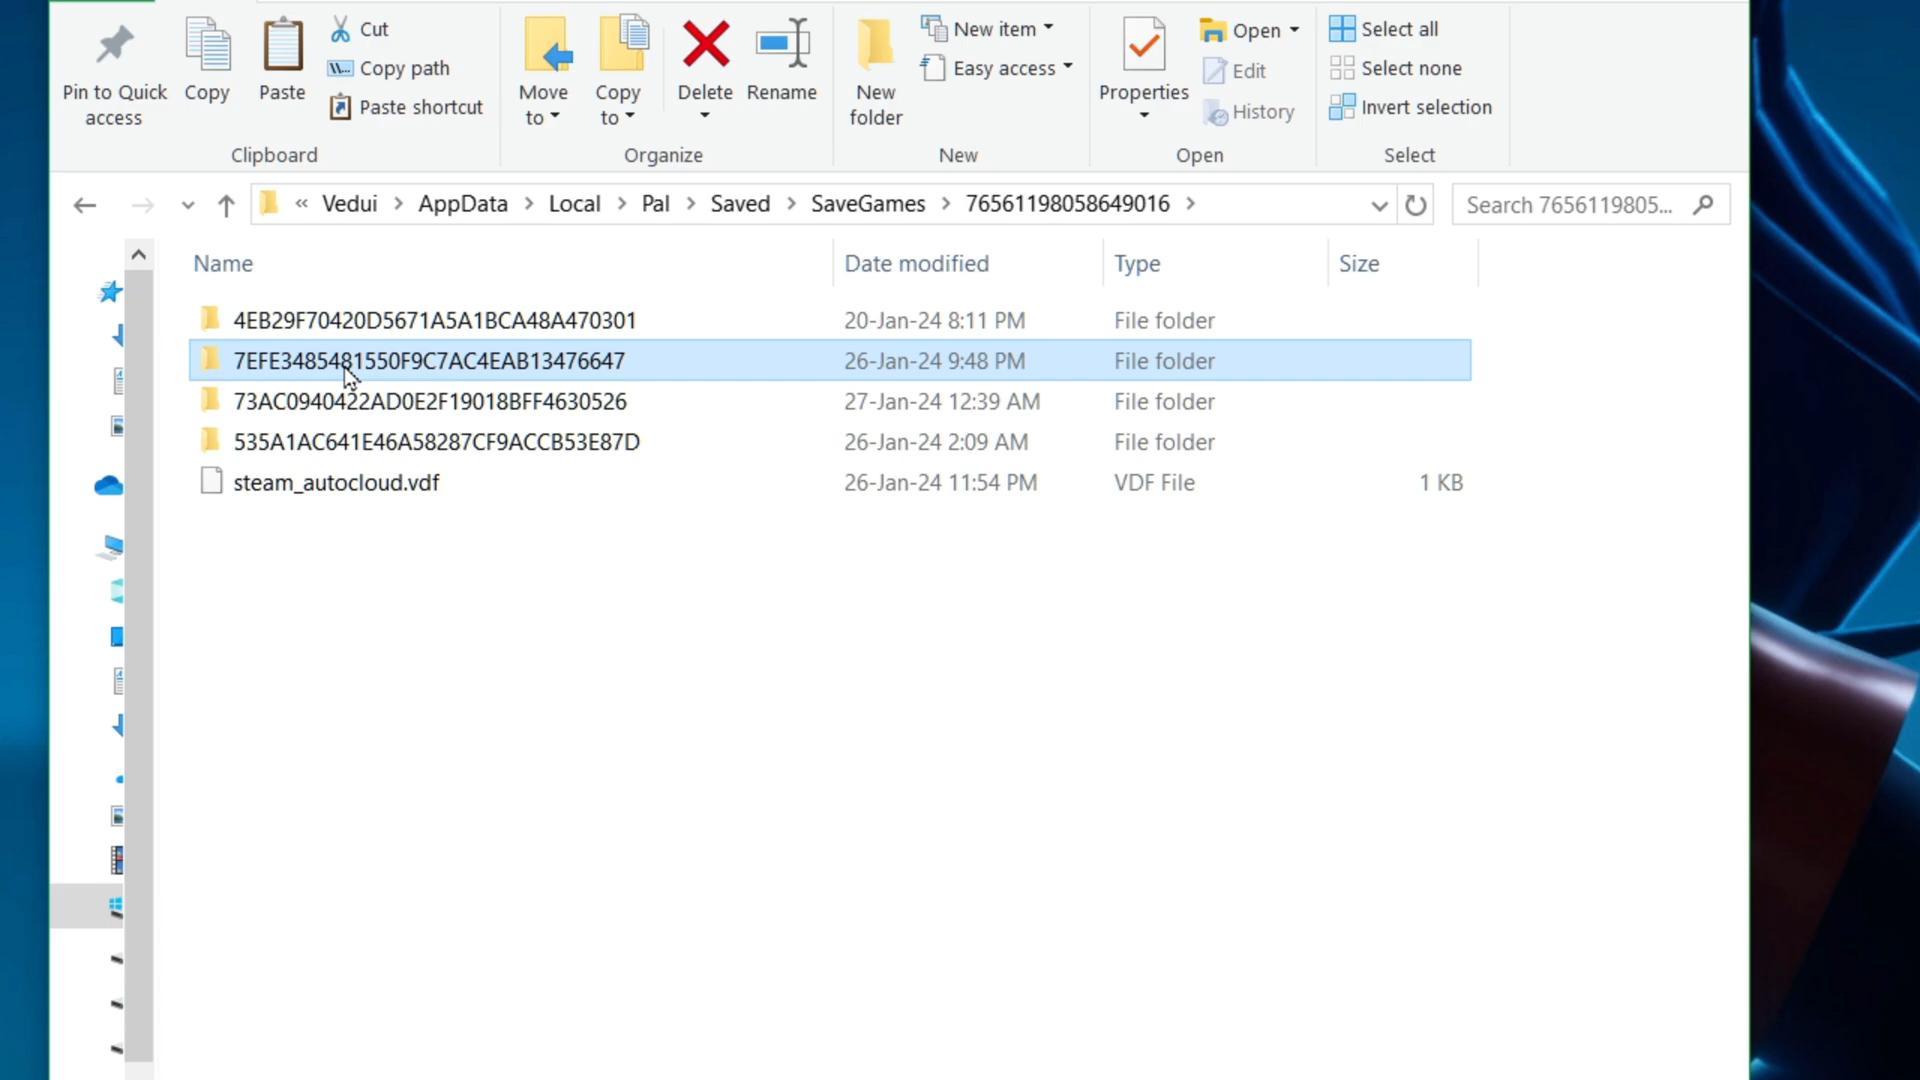 Pin to Quick access
Copy
Paste
Cut
Copy path
Paste shortcut
Clipboard
Move to
Copy to
Delete
Rename
Organize
New folder
New item
Easy access
New
Properties
Open
Edit
History
Open
Select all
Select none
Invert selection
Select
« Vedui > AppData > Local > Pal > Saved > SaveGames > 76561198058649016 >
Search 7656119805...
Name Date modified Type Size
4EB29F70420D5671A5A1BCA48A470301 20-Jan-24 8:11 PM File folder
7EFE3485481550F9C7AC4EAB13476647 26-Jan-24 9:48 PM File folder
73AC0940422AD0E2F19018BFF4630526 27-Jan-24 12:39 AM File folder
535A1AC641E46A58287CF9ACCB53E87D 26-Jan-24 2:09 AM File folder
steam_autocloud.vdf 26-Jan-24 11:54 PM VDF File 1 KB